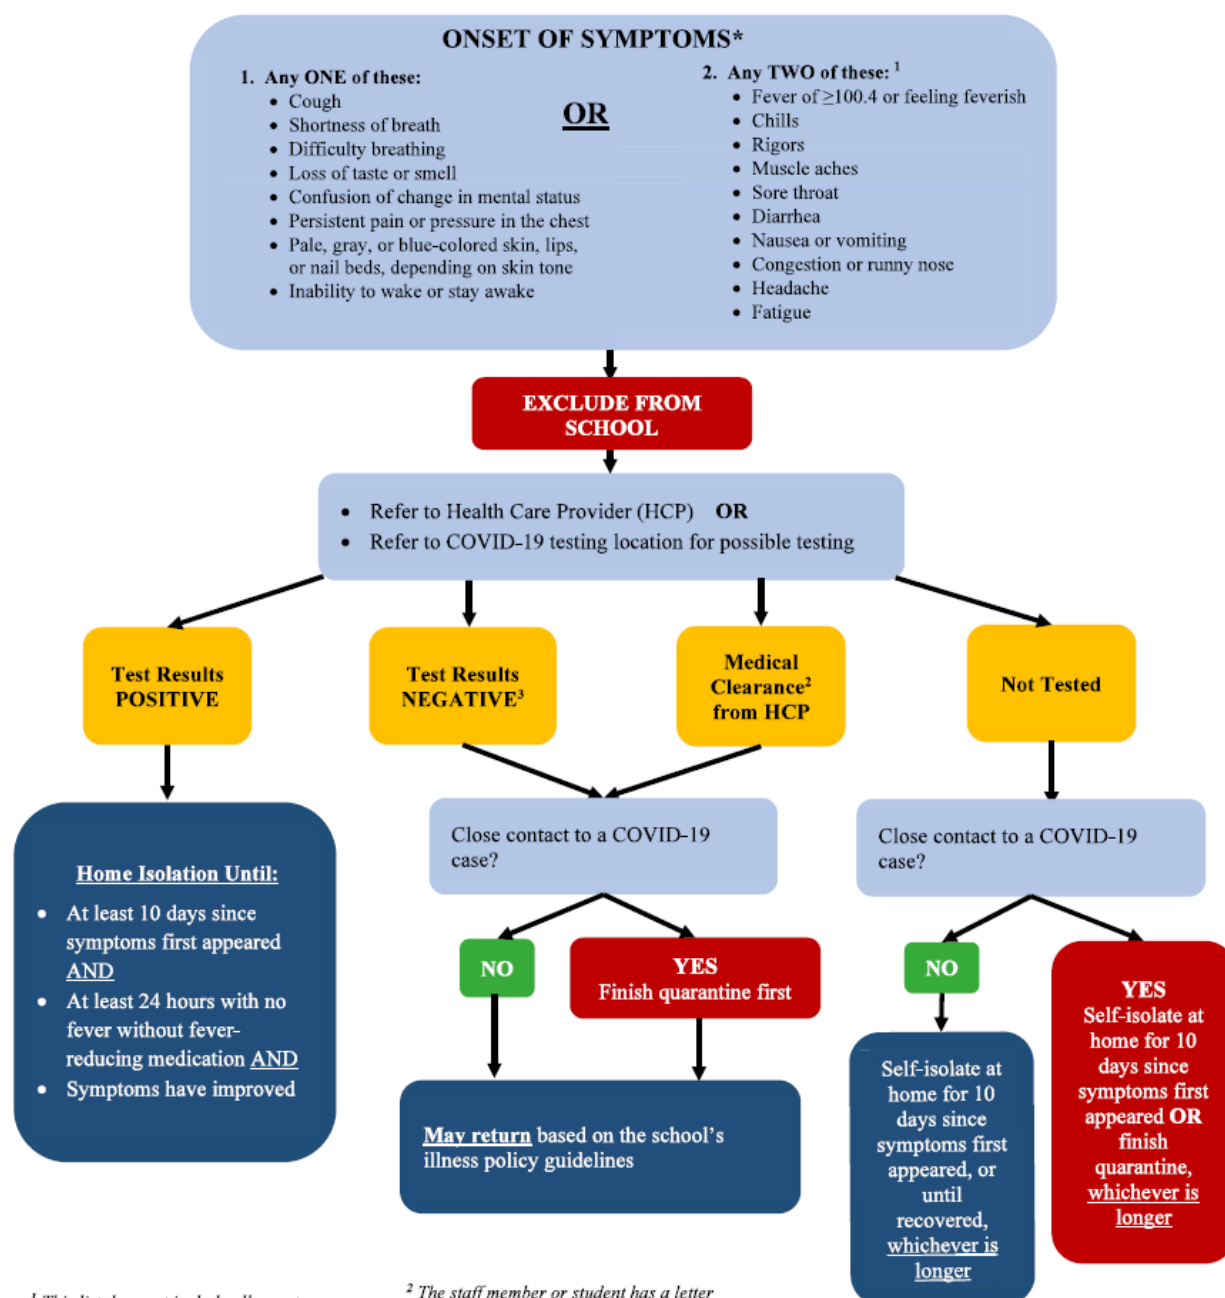 ONSET OF SYMPTOMS*
1. Any ONE of these:
• Cough
• Shortness of breath
• Difficulty breathing
• Loss of taste or smell
• Confusion of change in mental status
• Persistent pain or pressure in the chest
• Pale, gray, or blue-colored skin, lips,
or nail beds, depending on skin tone
• Inability to wake or stay awake
OR
2. Any TWO of these: 1
• Fever of ≥100.4 or feeling feverish
• Chills
• Rigors
• Muscle aches
• Sore throat
• Diarrhea
• Nausea or vomiting
• Congestion or runny nose
• Headache
• Fatigue
EXCLUDE FROM
SCHOOL
• Refer to Health Care Provider (HCP) OR
• Refer to COVID-19 testing location for possible testing
Test Results
POSITIVE
Test Results
NEGATIVE3
Medical
Clearance2
from HCP
Not Tested
Home Isolation Until:
• At least 10 days since
symptoms first appeared
AND
• At least 24 hours with no
fever without fever-
reducing medication AND
• Symptoms have improved
Close contact to a COVID-19
case?
NO
YES
Finish quarantine first
May return based on the school's
illness policy guidelines
Close contact to a COVID-19
case?
NO
Self-isolate at
home for 10
days since
symptoms first
appeared, or
until
recovered,
whichever is
longer
YES
Self-isolate at
home for 10
days since
symptoms first
appeared OR
finish
quarantine,
whichever is
longer
2 The staff member or student has a letter